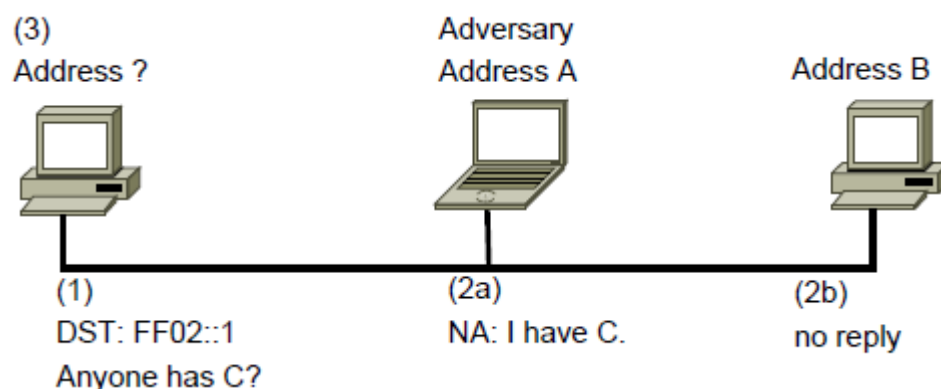 (3)
Address ?
Adversary
Address A
Address B
(1)
DST: FF02::1
Anyone has C?
(2a)
NA: I have C.
(2b)
no reply